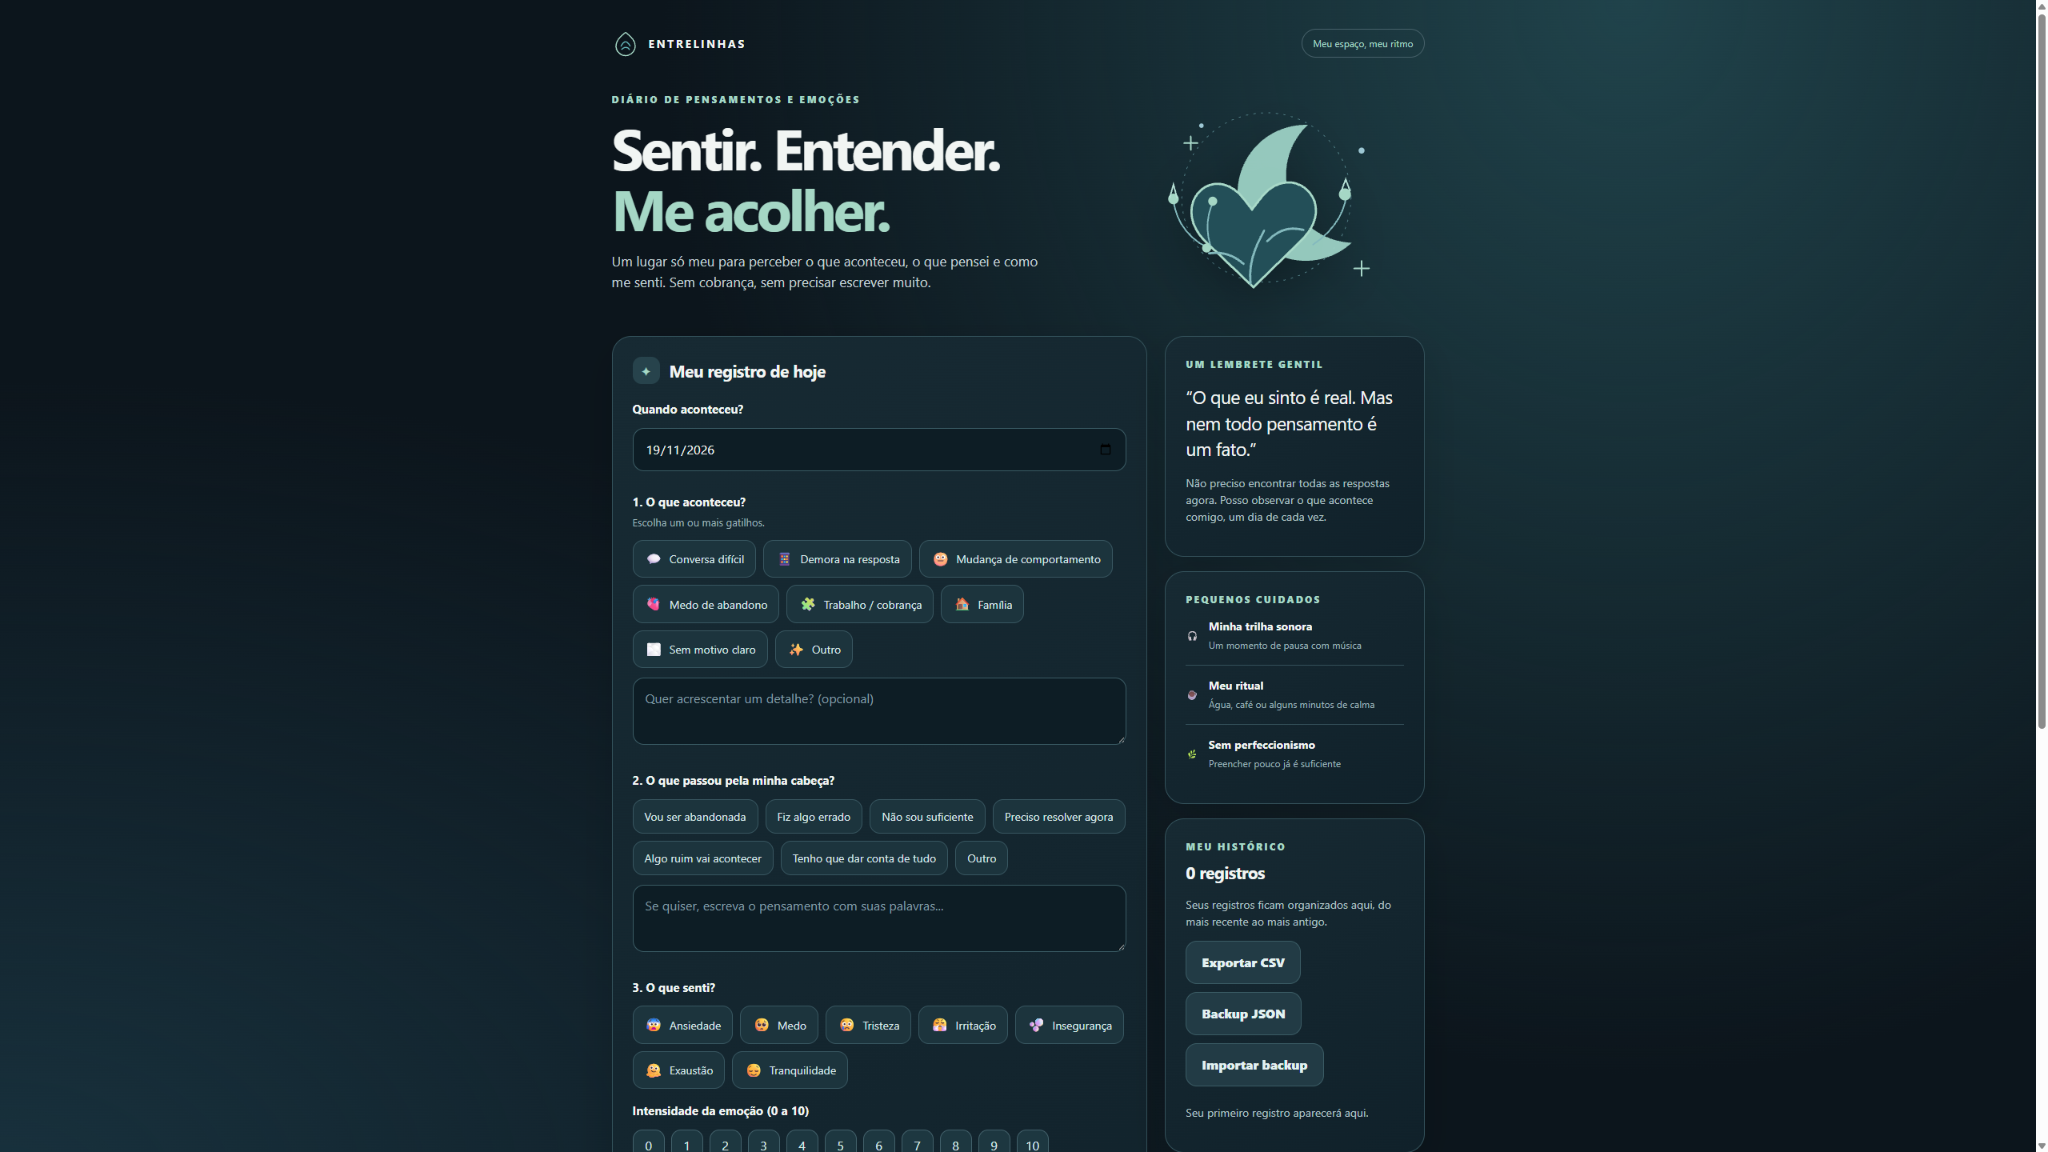 ENTRELINHAS
Meu espaço, meu ritmo
DIÁRIO DE PENSAMENTOS E EMOÇÕES
Sentir. Entender.
Me acolher.
Um lugar só meu para perceber o que aconteceu, o que pensei e como
me senti. Sem cobrança, sem precisar escrever muito.
Meu registro de hoje
Quando aconteceu?
19/11/2026
1. O que aconteceu?
Escolha um ou mais gatilhos.
Conversa difícil
Demora na resposta
Mudança de comportamento
Medo de abandono
Trabalho / cobrança
Família
Sem motivo claro
Outro
Quer acrescentar um detalhe? (opcional)
2. O que passou pela minha cabeça?
Vou ser abandonada
Fiz algo errado
Não sou suficiente
Preciso resolver agora
Algo ruim vai acontecer
Tenho que dar conta de tudo
Outro
Se quiser, escreva o pensamento com suas palavras...
3. O que senti?
Ansiedade
Medo
Tristeza
Irritação
Insegurança
Exaustão
Tranquilidade
Intensidade da emoção (0 a 10)
0 1 2 3 4 5 6 7 8 9 10
UM LEMBRETE GENTIL
“O que eu sinto é real. Mas
nem todo pensamento é
um fato.”
Não preciso encontrar todas as respostas
agora. Posso observar o que acontece
comigo, um dia de cada vez.
PEQUENOS CUIDADOS
Minha trilha sonora
Um momento de pausa com música
Meu ritual
Água, café ou alguns minutos de calma
Sem perfeccionismo
Preencher pouco já é suficiente
MEU HISTÓRICO
0 registros
Seus registros ficam organizados aqui, do
mais recente ao mais antigo.
Exportar CSV
Backup JSON
Importar backup
Seu primeiro registro aparecerá aqui.